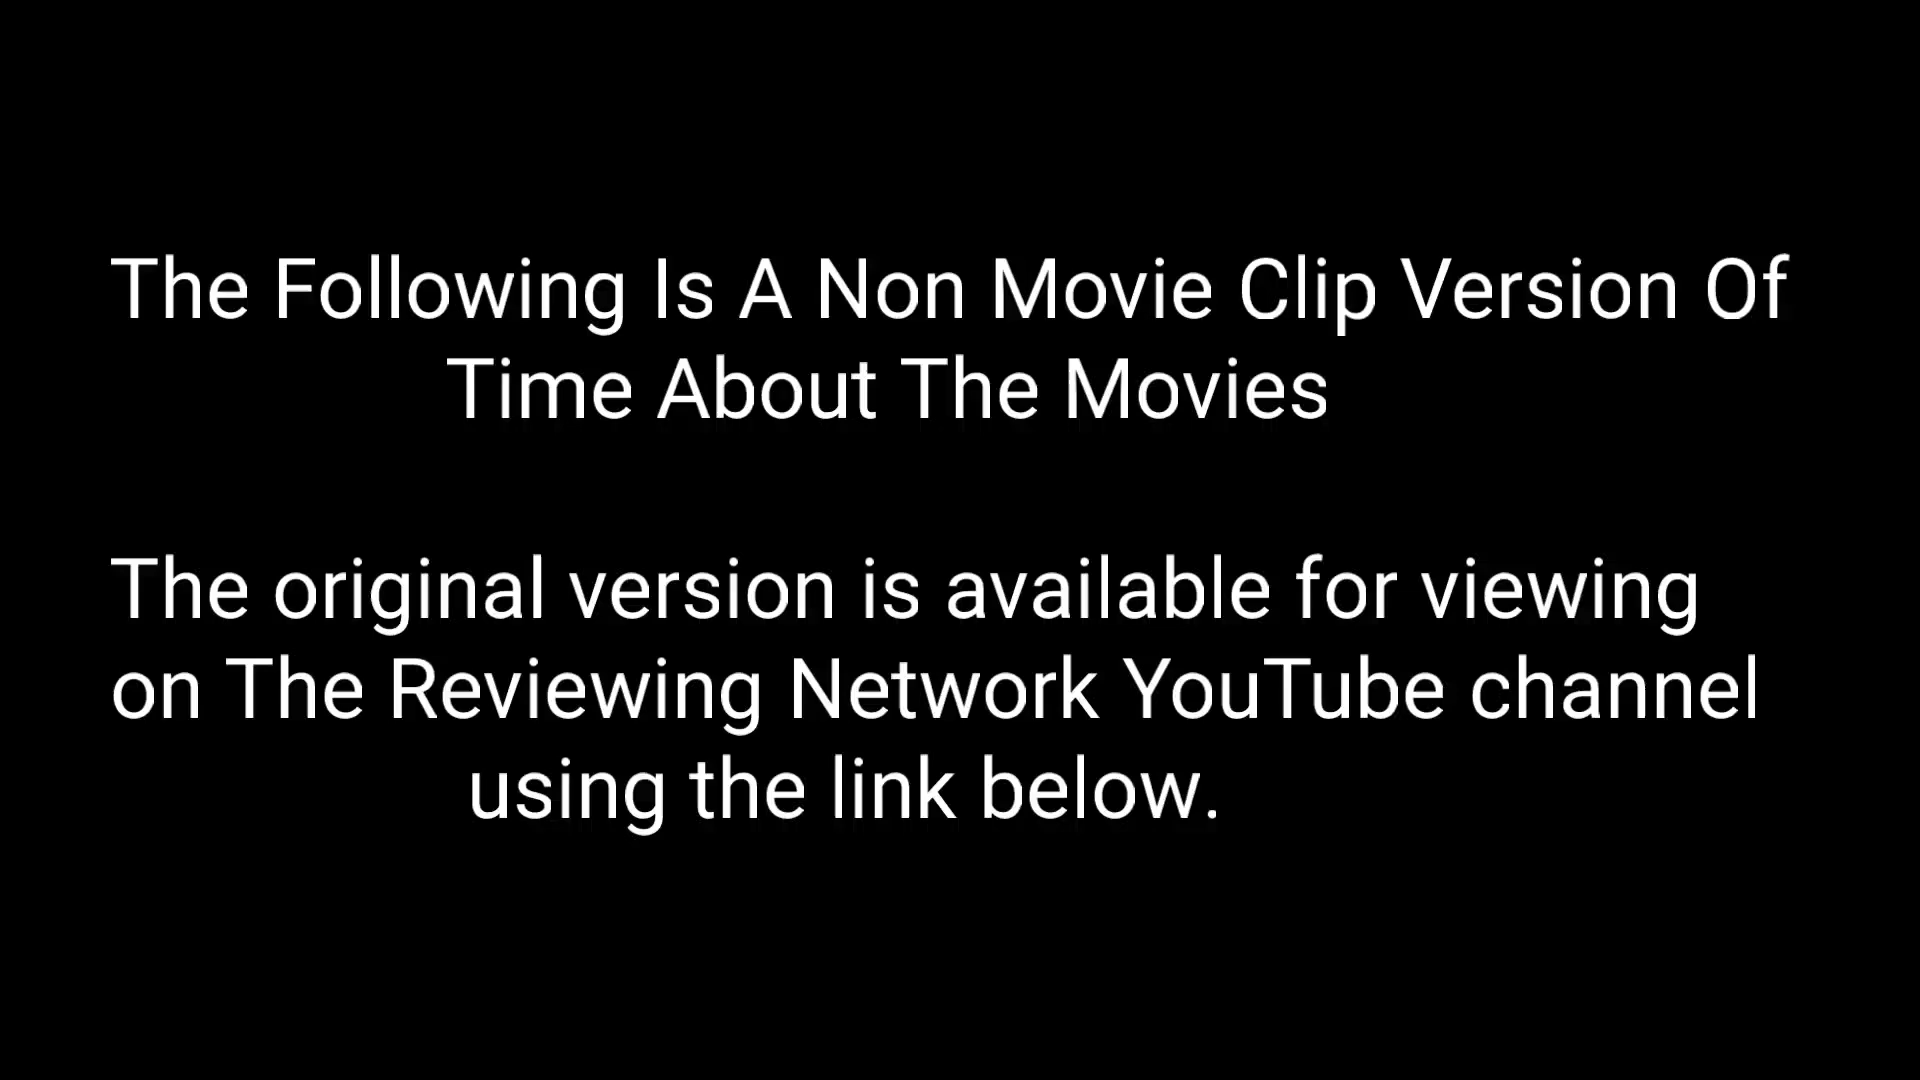 The Following Is A Non Movie Clip Version Of
Time About The Movies
The original version is available for viewing
on The Reviewing Network YouTube channel
using the link below.